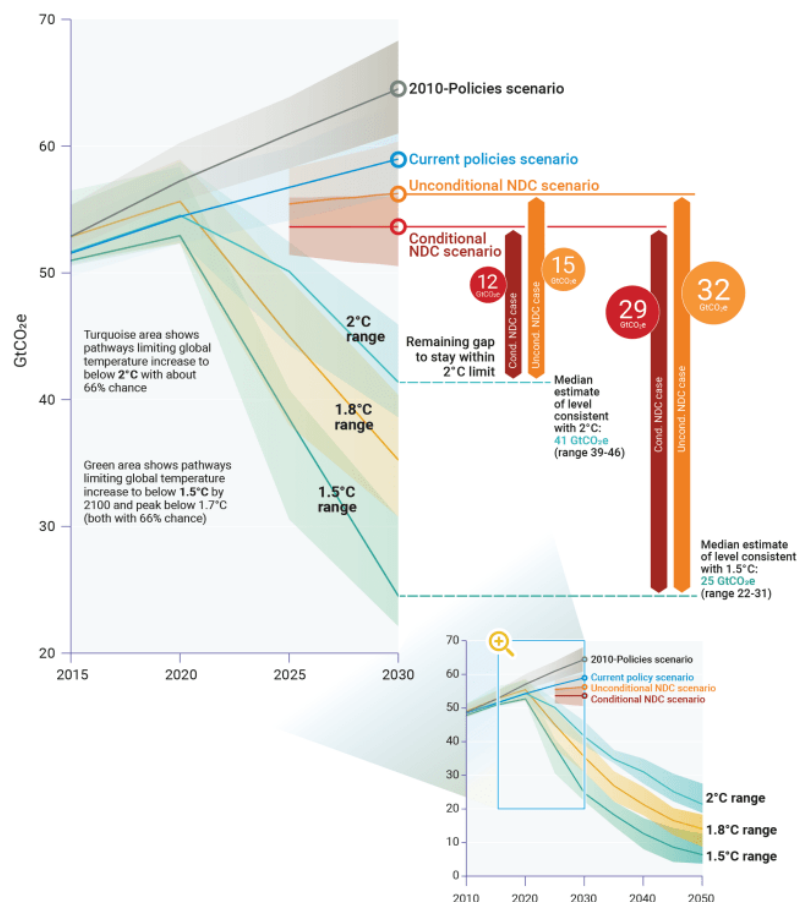 70
60
50
40
30
20
GtCO₂e
2015
2020
2025
2030
2010-Policies scenario
Current policies scenario
Unconditional NDC scenario
Conditional
NDC scenario
2°C
range
1.8°C
range
1.5°C
range
Turquoise area shows
pathways limiting global
temperature increase to
below 2°C with about
66% chance
Green area shows pathways
limiting global temperature
increase to below 1.5°C by
2100 and peak below 1.7°C
(both with 66% chance)
12
GtCO₂e
15
GtCO₂e
Cond. NDC case
Uncond. NDC case
Remaining gap
to stay within
2°C limit
Median
estimate
of level
consistent
with 2°C:
41 GtCO₂e
(range 39-46)
29
GtCO₂e
32
GtCO₂e
Cond. NDC case
Uncond. NDC case
Median estimate
of level consistent
with 1.5°C:
25 GtCO₂e
(range 22-31)
70
60
50
40
30
20
10
0
2010
2020
2030
2040
2050
2010-Policies scenario
Current policy scenario
Unconditional NDC scenario
Conditional NDC scenario
2°C range
1.8°C range
1.5°C range